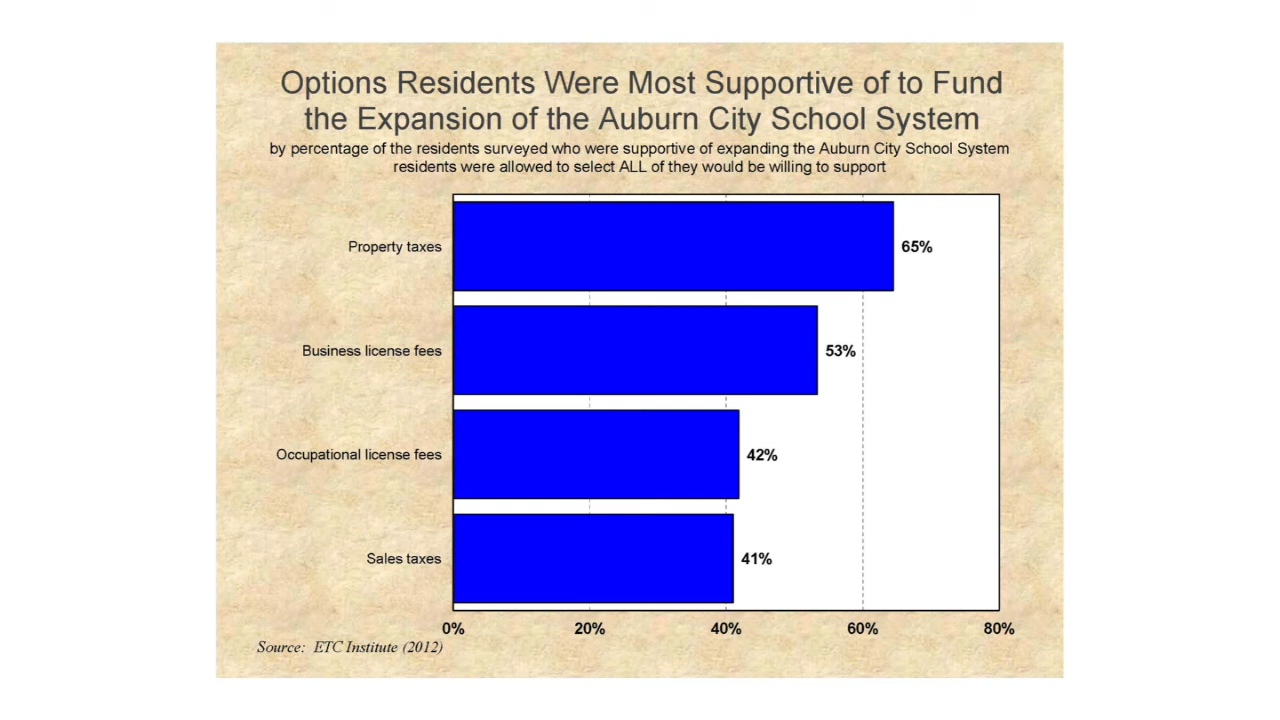 Options Residents Were Most Supportive of to Fund
the Expansion of the Auburn City School System
by percentage of the residents surveyed who were supportive of expanding the Auburn City School System
residents were allowed to select ALL of they would be willing to support
Property taxes
65%
Business license fees
53%
Occupational license fees
42%
Sales taxes
41%
0% 20% 40% 60% 80%
Source: ETC Institute (2012)